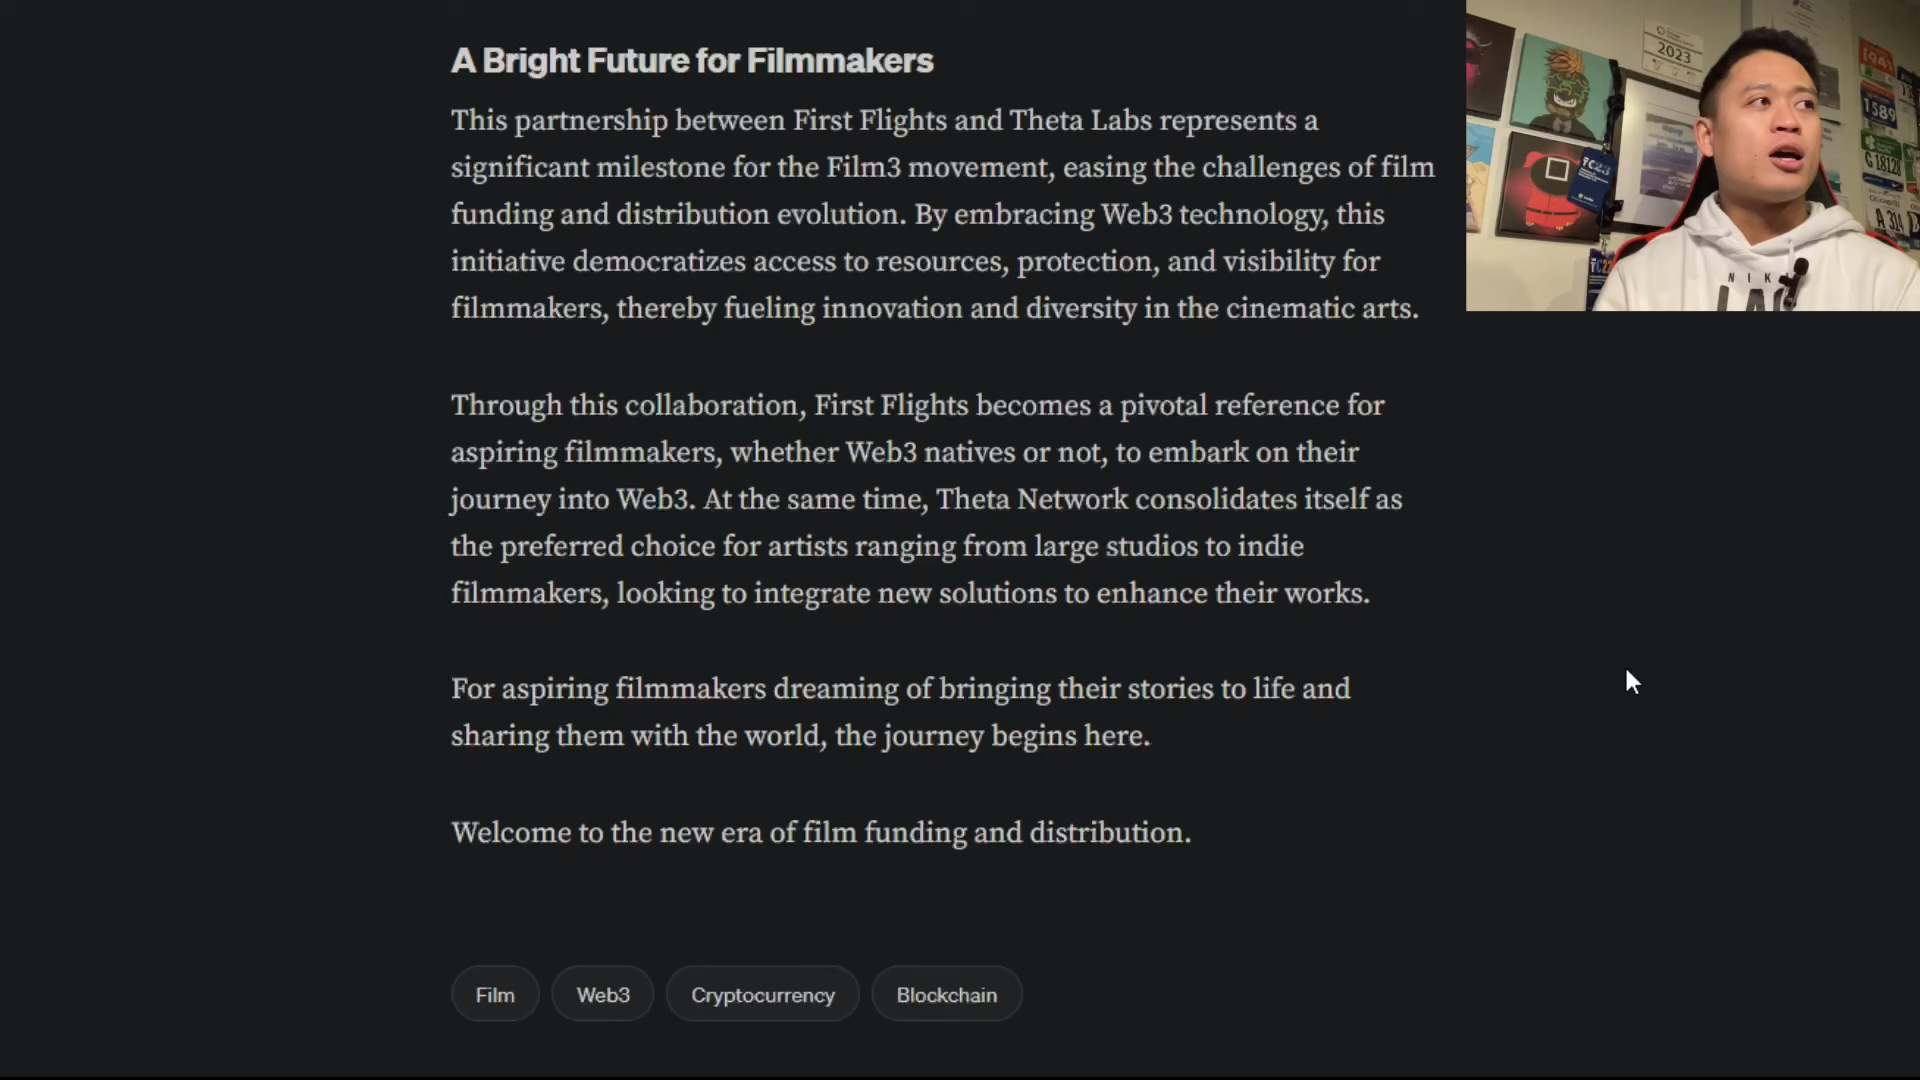 A Bright Future for Filmmakers
This partnership between First Flights and Theta Labs represents a
significant milestone for the Film3 movement, easing the challenges of film
funding and distribution evolution. By embracing Web3 technology, this
initiative democratizes access to resources, protection, and visibility for
filmmakers, thereby fueling innovation and diversity in the cinematic arts.
Through this collaboration, First Flights becomes a pivotal reference for
aspiring filmmakers, whether Web3 natives or not, to embark on their
journey into Web3. At the same time, Theta Network consolidates itself as
the preferred choice for artists ranging from large studios to indie
filmmakers, looking to integrate new solutions to enhance their works.
For aspiring filmmakers dreaming of bringing their stories to life and
sharing them with the world, the journey begins here.
Welcome to the new era of film funding and distribution.
Film
Web3
Cryptocurrency
Blockchain
2023
1941
1589
G 18128
A 314
NIK